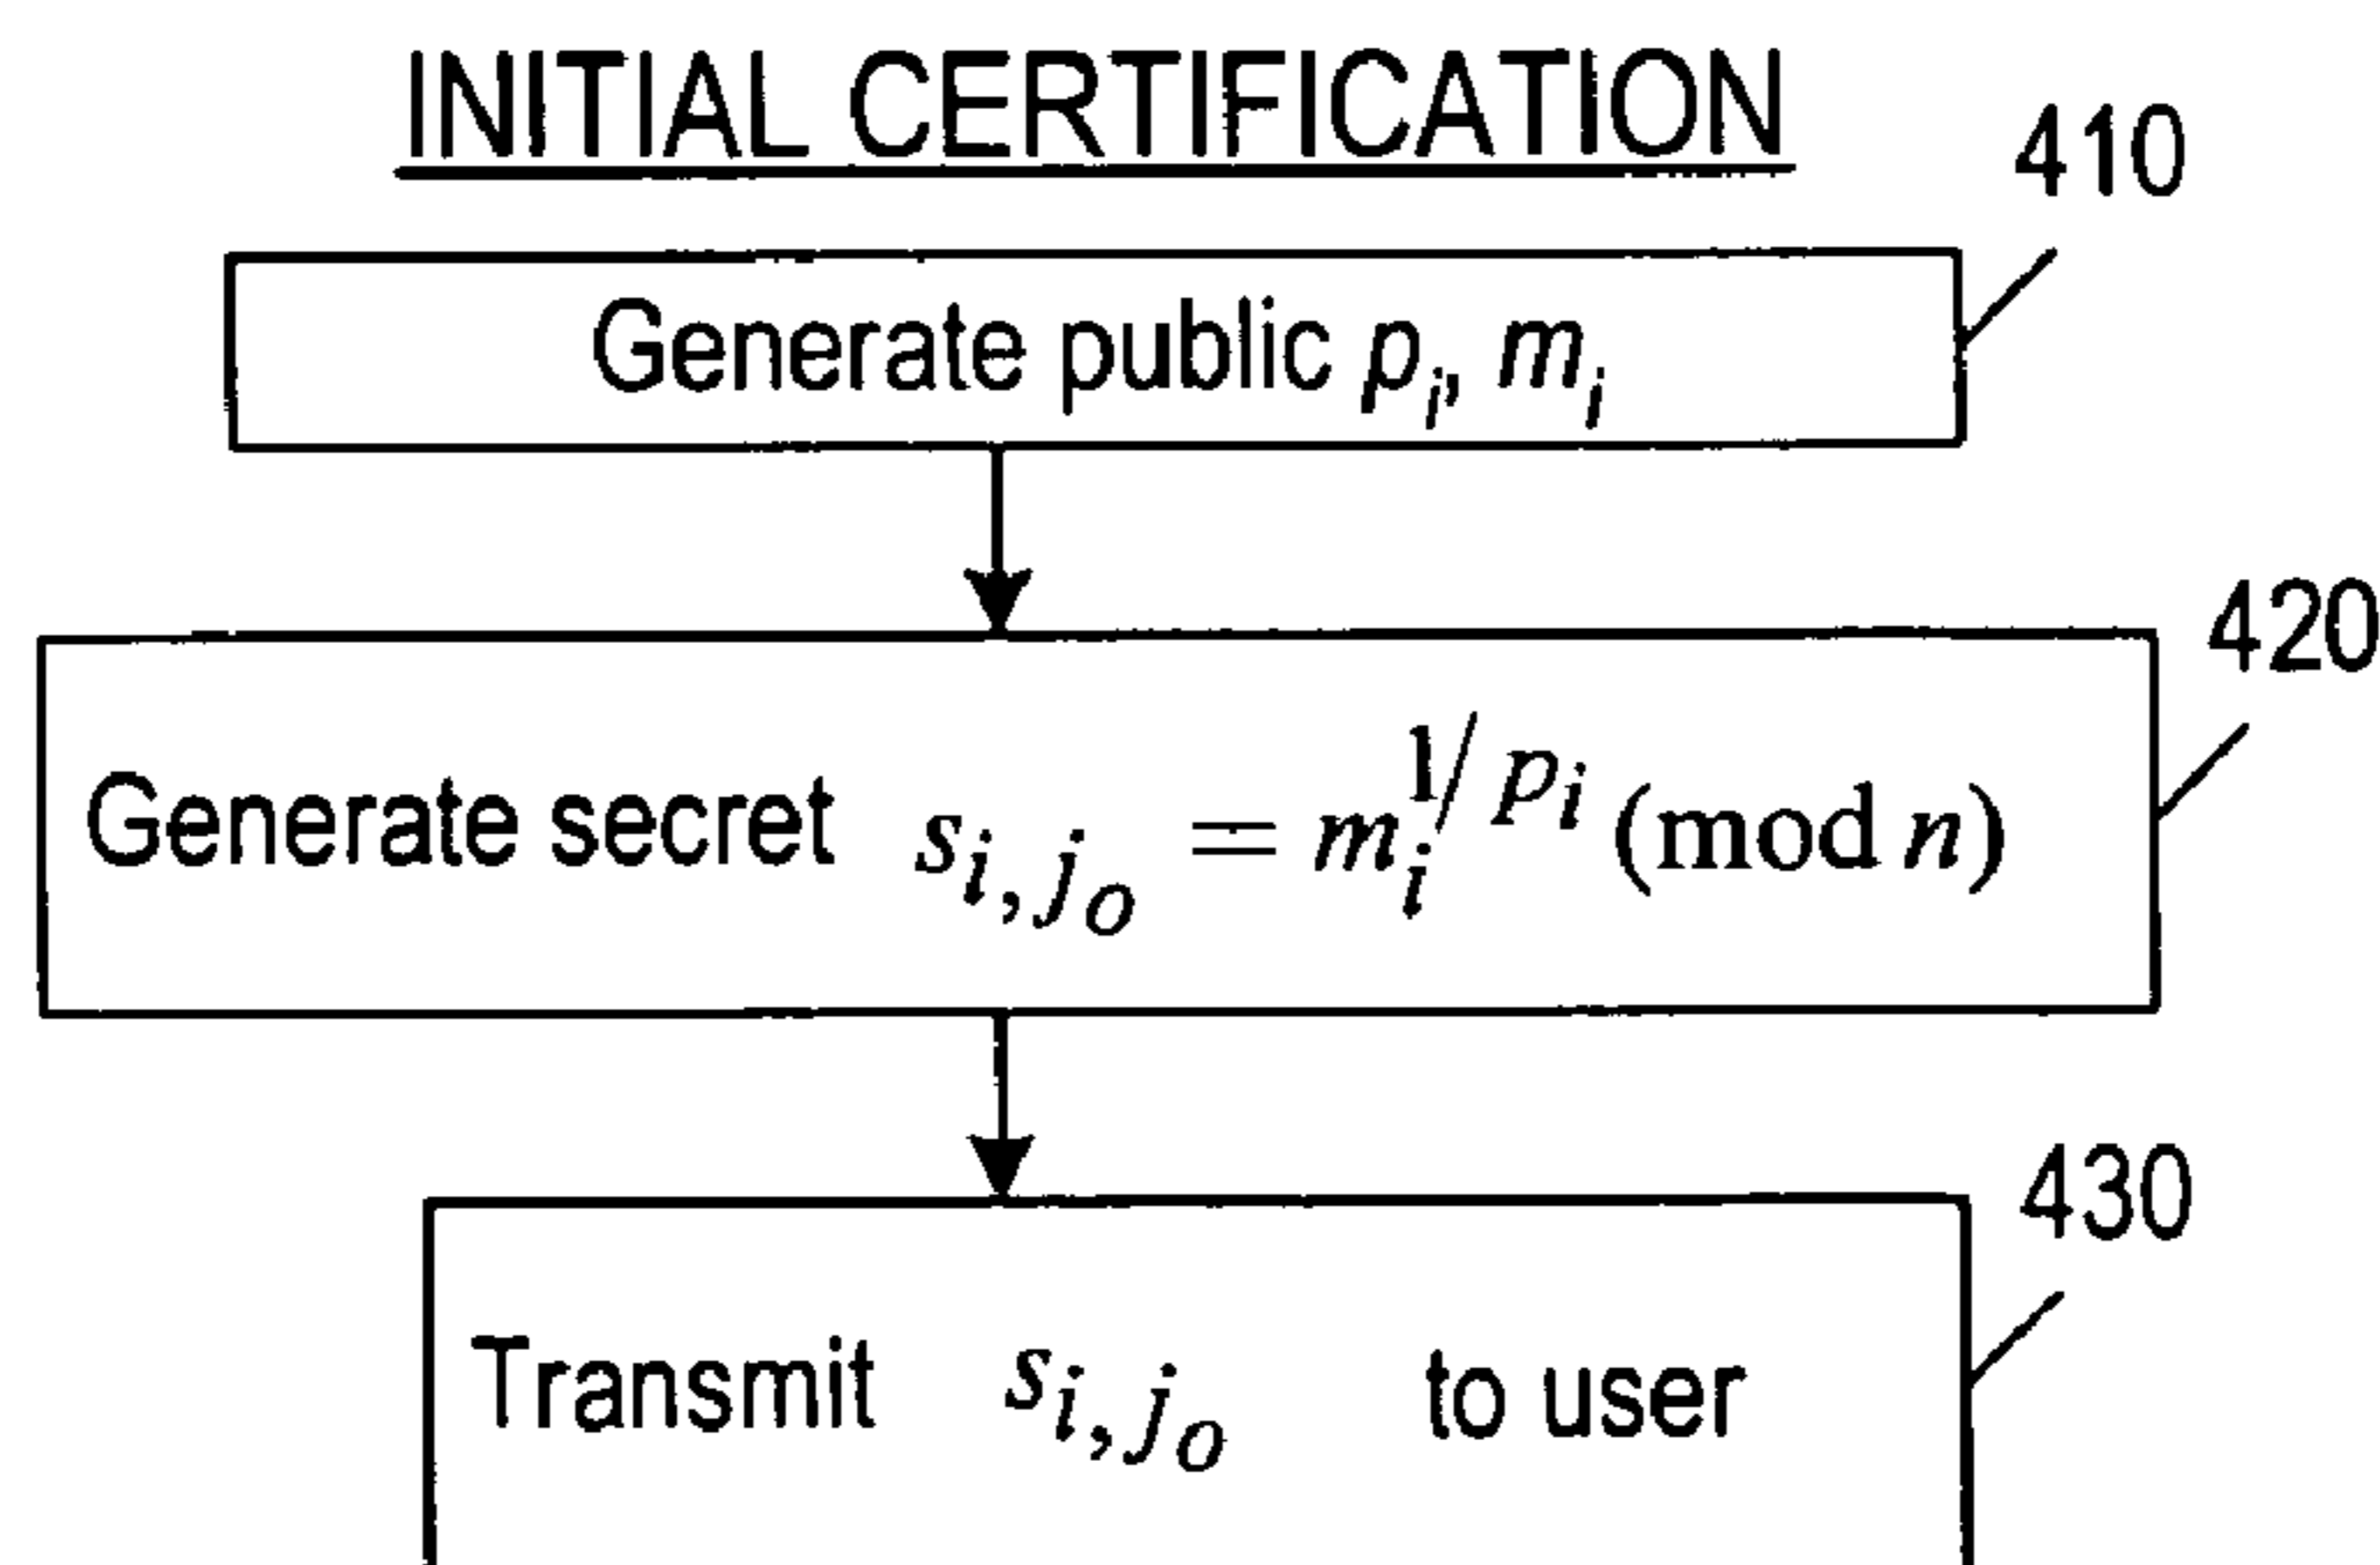 INITIAL CERTIFICATION
410
Generate public p_i, m_i
420
Generate secret s_{i,j_o} = m_i^{1/p_i} (mod n)
430
Transmit s_{i,j_o} to user